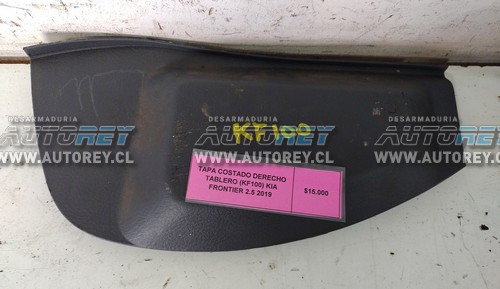 DESARMADURIA
AUTOREY
WWW.AUTOREY.CL
DESARMADURIA
AUTOREY
WWW.AUTOREY.CL
DESARMADURIA
AUTOREY
WWW.AUTOREY.CL
KF100
TAPA COSTADO DERECHO
TABLERO (KF100) KIA
FRONTIER 2.5 2019
$15.000